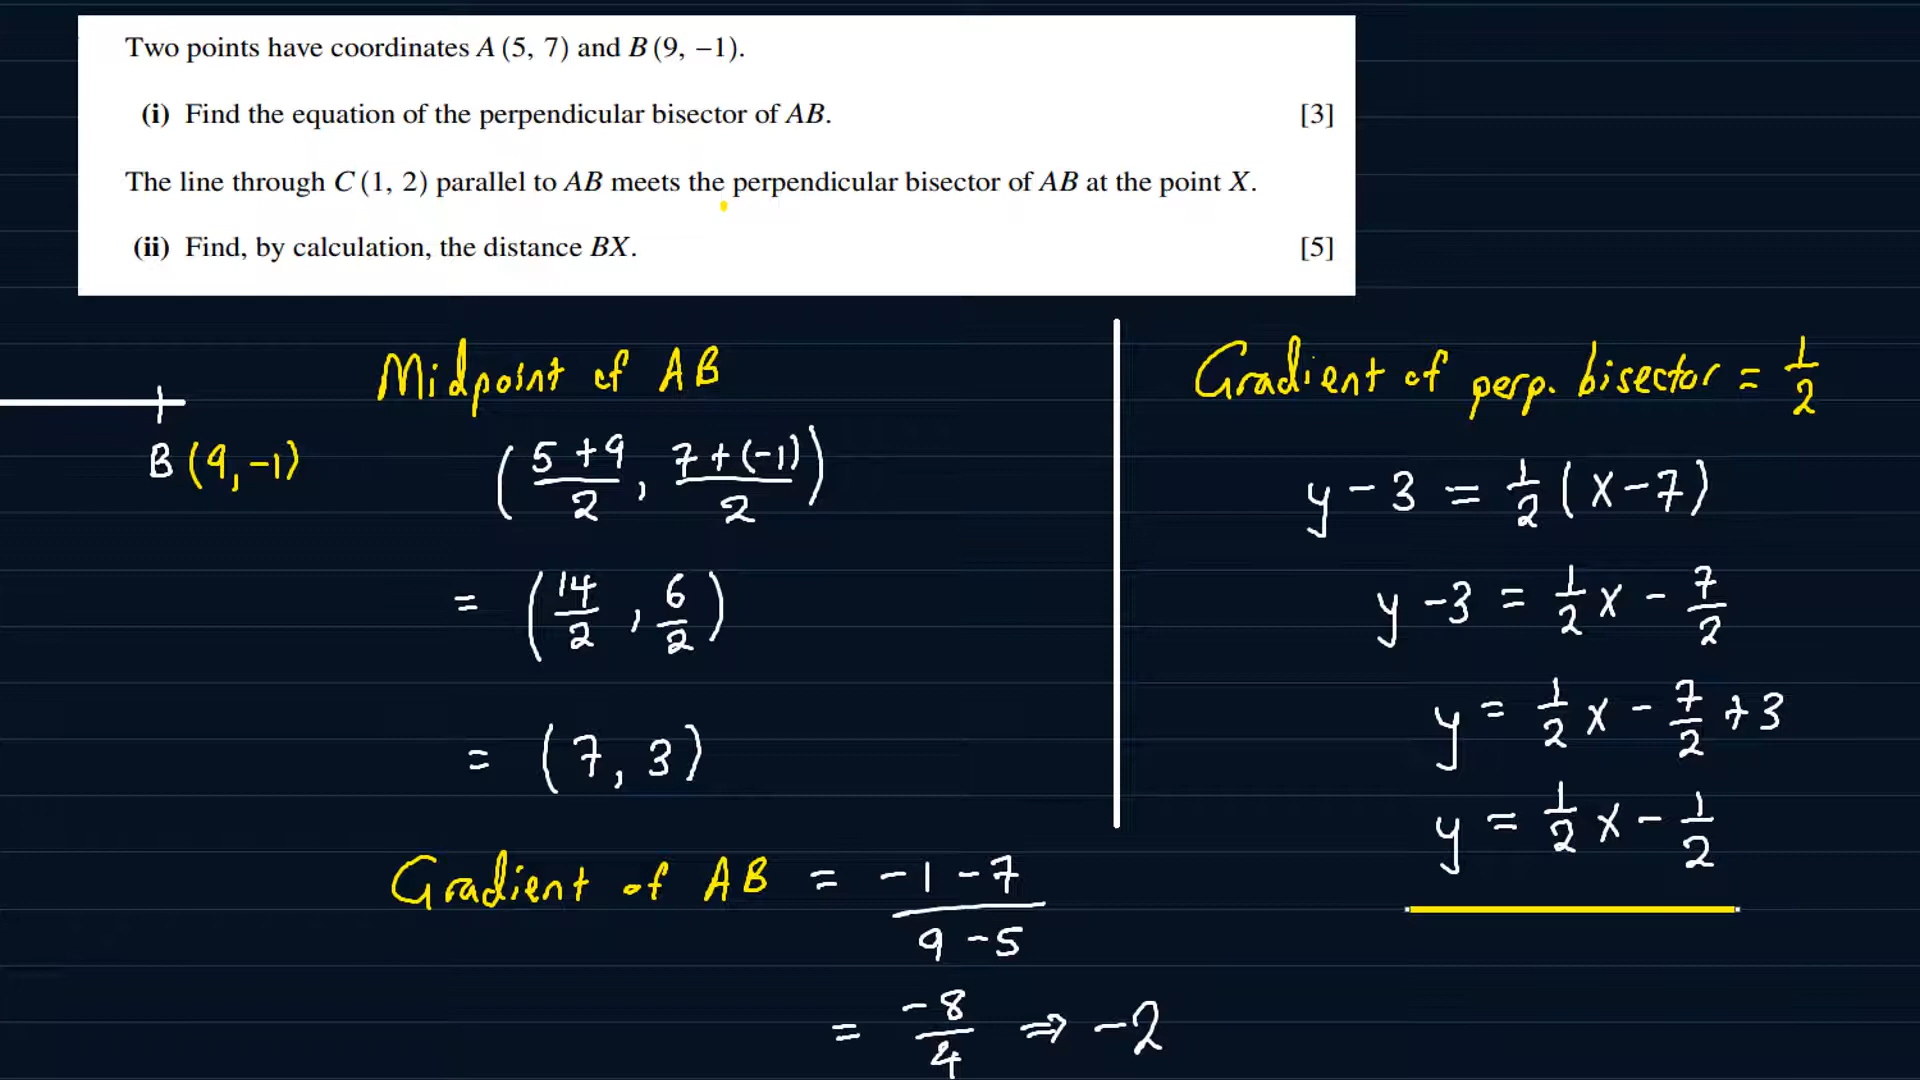 Two points have coordinates A (5, 7) and B (9, −1).
(i) Find the equation of the perpendicular bisector of AB. [3]
The line through C (1, 2) parallel to AB meets the perpendicular bisector of AB at the point X.
(ii) Find, by calculation, the distance BX. [5]
B (9, -1)
Midpoint of AB
( 5 + 9 / 2 , 7 + (-1) / 2 )
= ( 14 / 2 , 6 / 2 )
= ( 7, 3 )
Gradient of AB = -1 - 7 / 9 - 5
= -8 / 4 ⇒ -2
Gradient of perp. bisector = 1/2
y - 3 = 1/2 ( x - 7 )
y - 3 = 1/2 x - 7/2
y = 1/2 x - 7/2 + 3
y = 1/2 x - 1/2